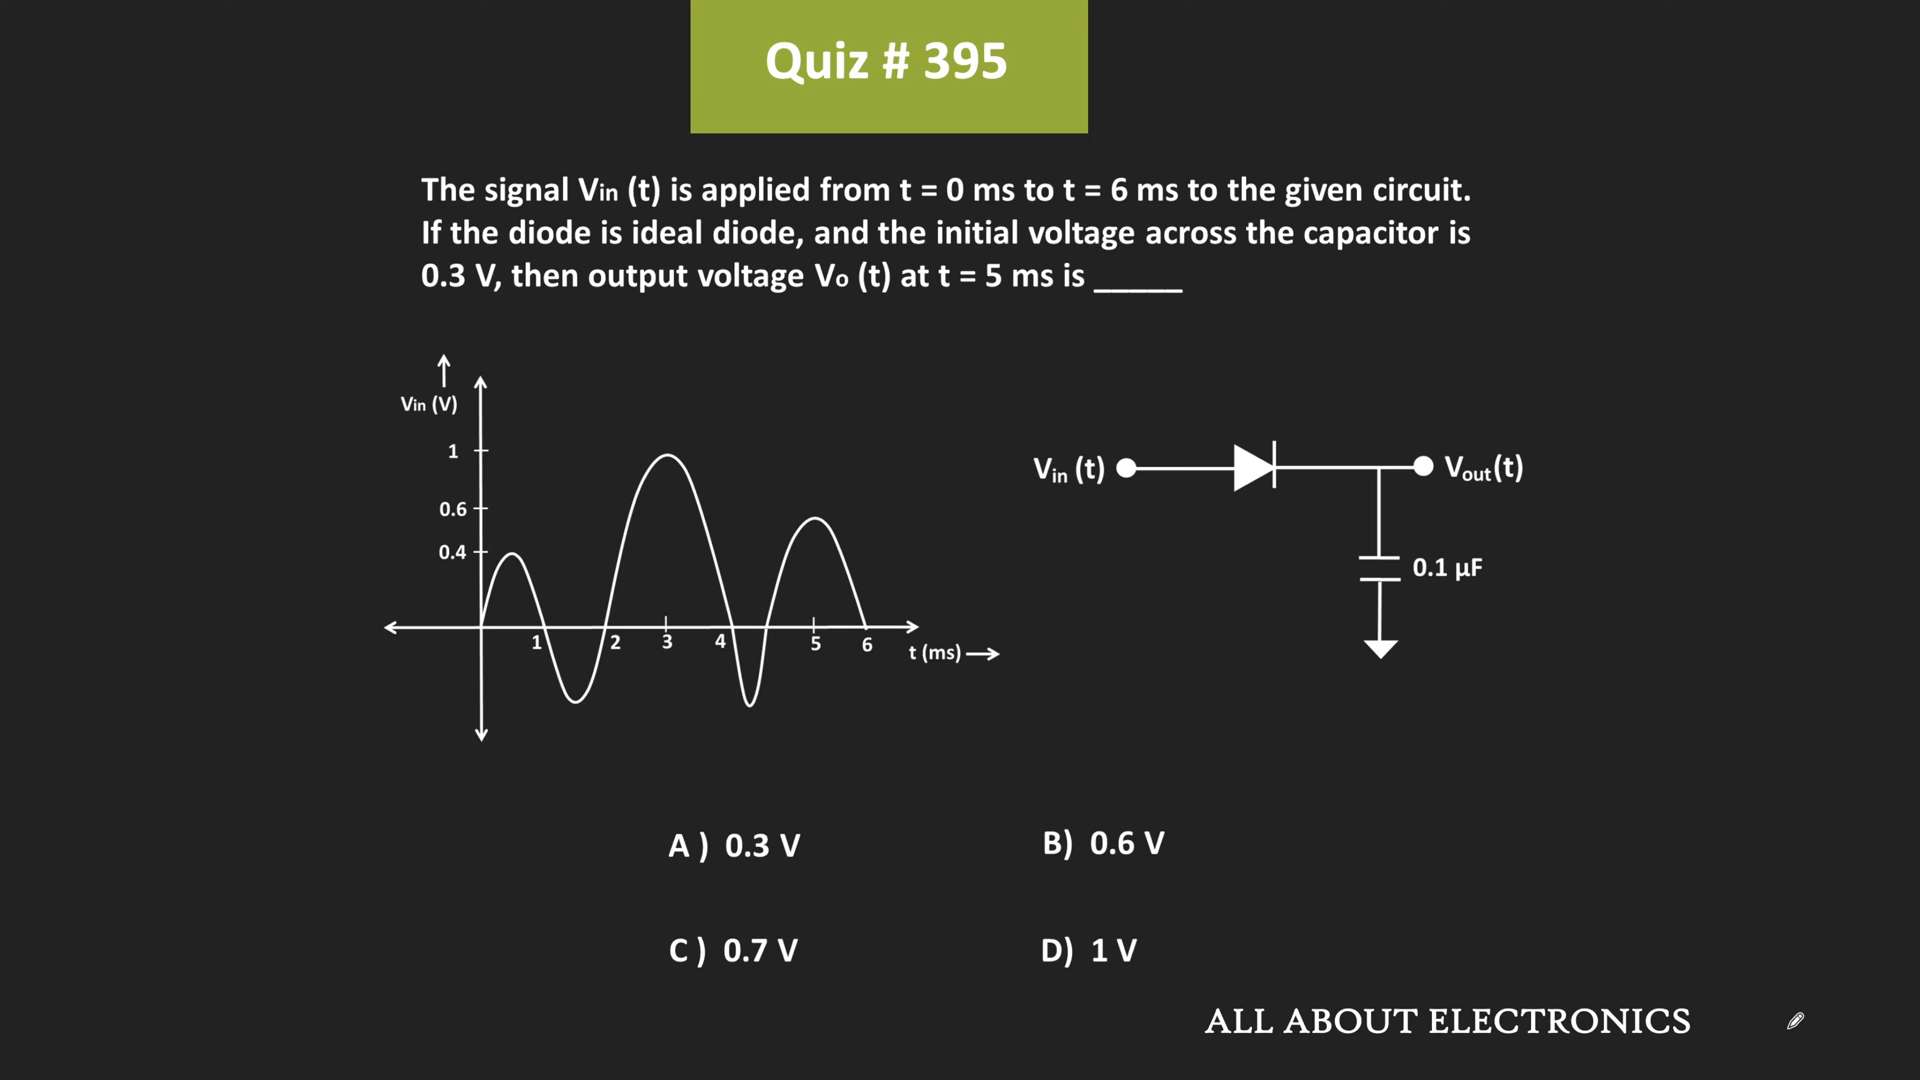 Quiz # 395
The signal Vin (t) is applied from t = 0 ms to t = 6 ms to the given circuit.
If the diode is ideal diode, and the initial voltage across the capacitor is
0.3 V, then output voltage Vo (t) at t = 5 ms is _____
Vin (V)
1
0.6
0.4
1 2 3 4 5 6
t (ms)
Vin (t)
Vout(t)
0.1 μF
A ) 0.3 V
B) 0.6 V
C ) 0.7 V
D) 1 V
ALL ABOUT ELECTRONICS